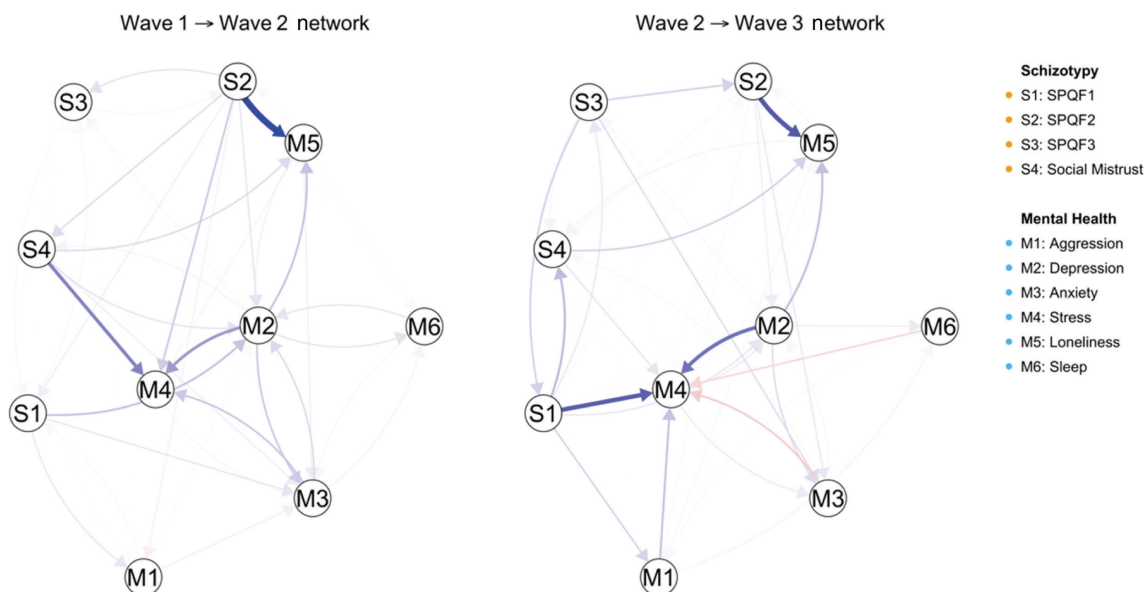 Wave 1 → Wave 2 network
S2
S3
M5
S4
M2
M6
M4
S1
M3
M1
Wave 2 → Wave 3 network
S2
S3
M5
S4
M2
M6
M4
S1
M3
M1
Schizotypy
S1: SPQF1
S2: SPQF2
S3: SPQF3
S4: Social Mistrust
Mental Health
M1: Aggression
M2: Depression
M3: Anxiety
M4: Stress
M5: Loneliness
M6: Sleep